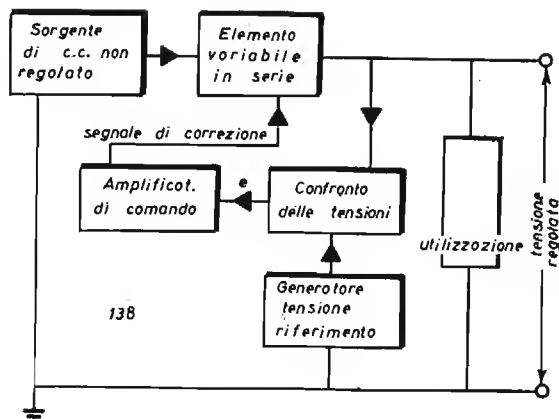 Sorgente
di c.c. non
regolato
Elemento
variabile
in serie
segnale di correzione
Amplificat.
di comando
e
Confronto
delle tensioni
utilizzazione
tensione
regolata
Generatore
tensione
riferimento
138